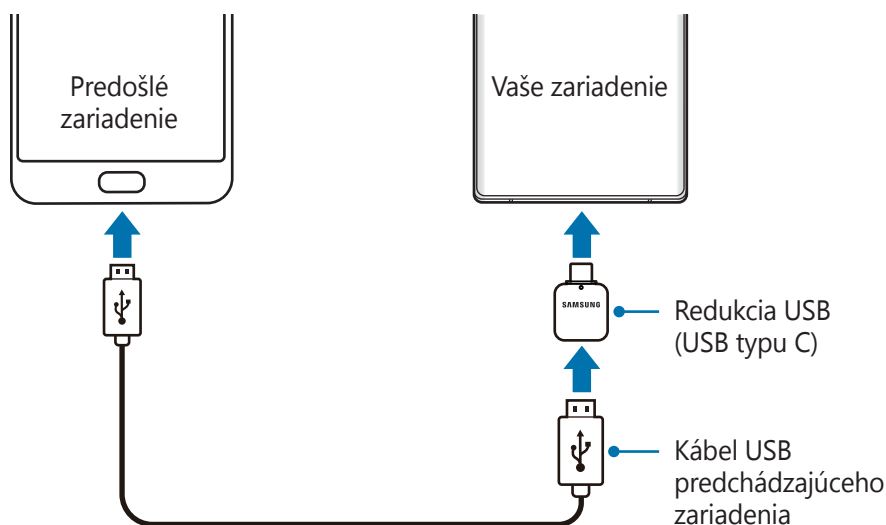 Predošlé
zariadenie
Vaše zariadenie
SAMSUNG
Redukcia USB
(USB typu C)
Kábel USB
predchádzajúceho
zariadenia